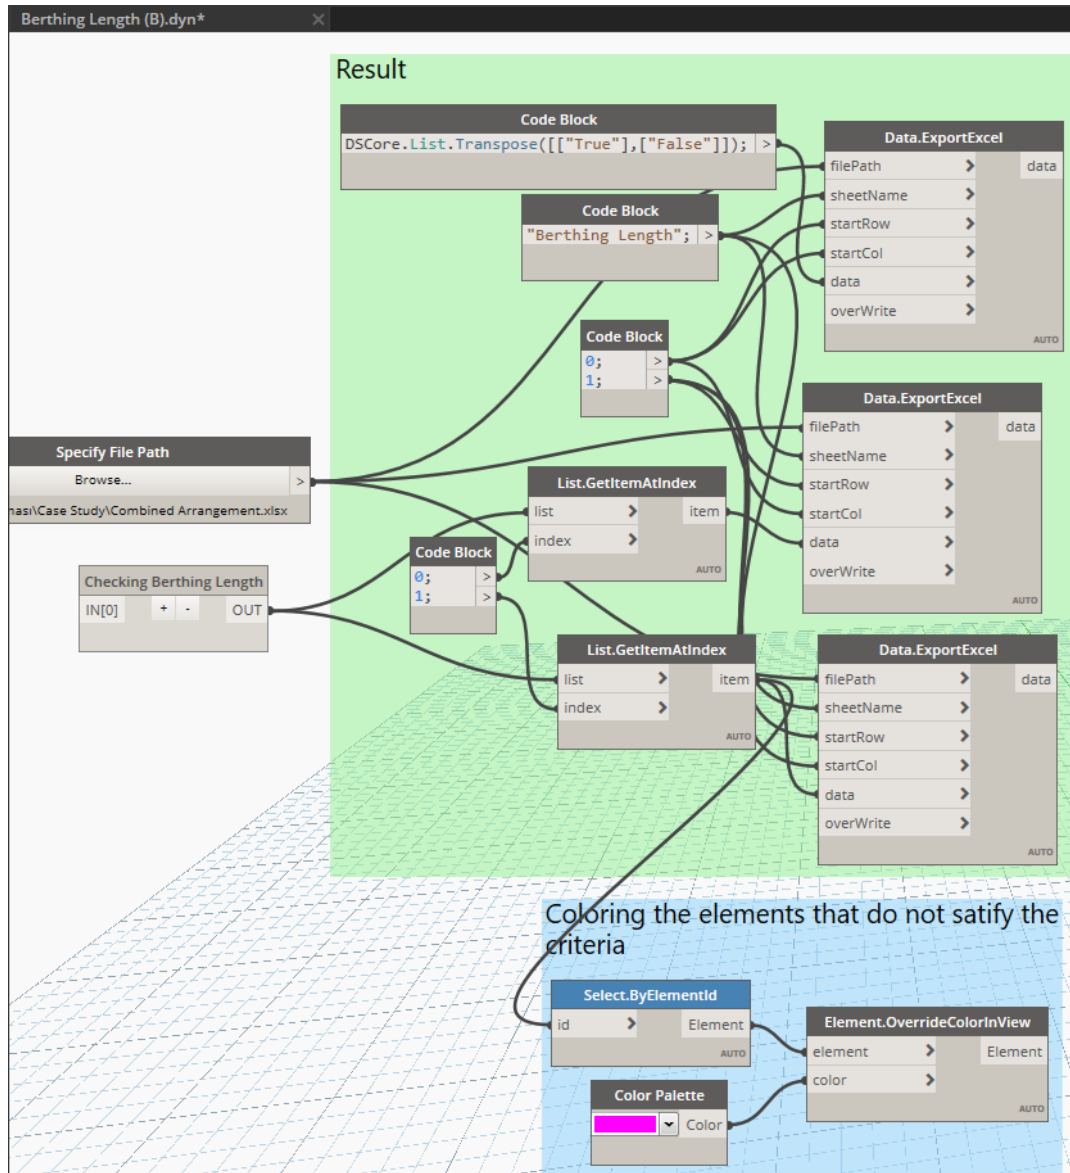 Berthing Length (B).dyn*
Result
Code Block
DSCore.List.Transpose([["True"],["False"]]); >
Data.ExportExcel
filePath > data
sheetName >
startRow >
startCol >
data >
overWrite >
AUTO
Code Block
"Berthing Length"; >
Code Block
0; >
1; >
Data.ExportExcel
filePath > data
sheetName >
startRow >
startCol >
data >
overWrite >
AUTO
Specify File Path
Browse... >
ması\Case Study\Combined Arrangement.xlsx
List.GetItemAtIndex
list > item
index >
AUTO
Code Block
0; >
1; >
Checking Berthing Length
IN[0] + - OUT
List.GetItemAtIndex
list > item
index >
AUTO
Data.ExportExcel
filePath > data
sheetName >
startRow >
startCol >
data >
overWrite >
AUTO
Coloring the elements that do not satify the
criteria
Select.ByElementId
id > Element
AUTO
Element.OverrideColorInView
element > Element
color >
AUTO
Color Palette
Color